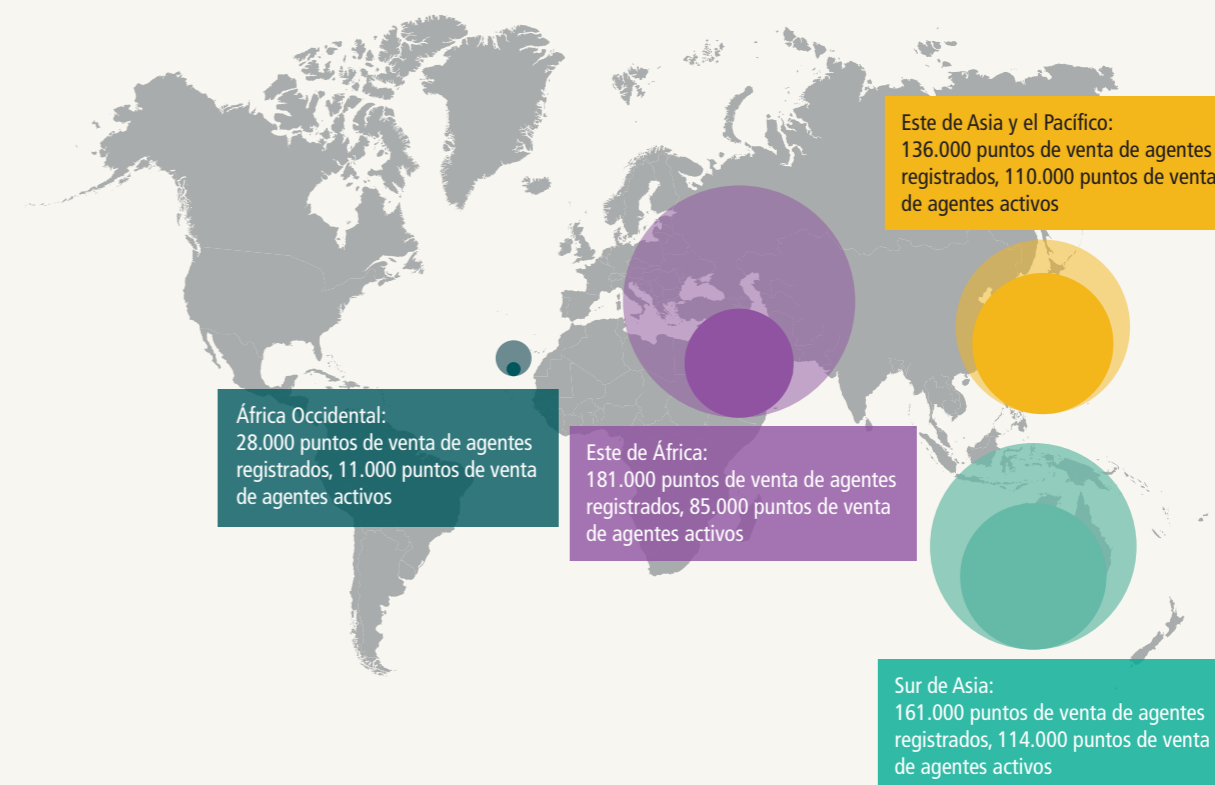 Este de Asia y el Pacífico:
136.000 puntos de venta de agentes
registrados, 110.000 puntos de venta
de agentes activos
África Occidental:
28.000 puntos de venta de agentes
registrados, 11.000 puntos de venta
de agentes activos
Este de África:
181.000 puntos de venta de agentes
registrados, 85.000 puntos de venta
de agentes activos
Sur de Asia:
161.000 puntos de venta de agentes
registrados, 114.000 puntos de venta
de agentes activos